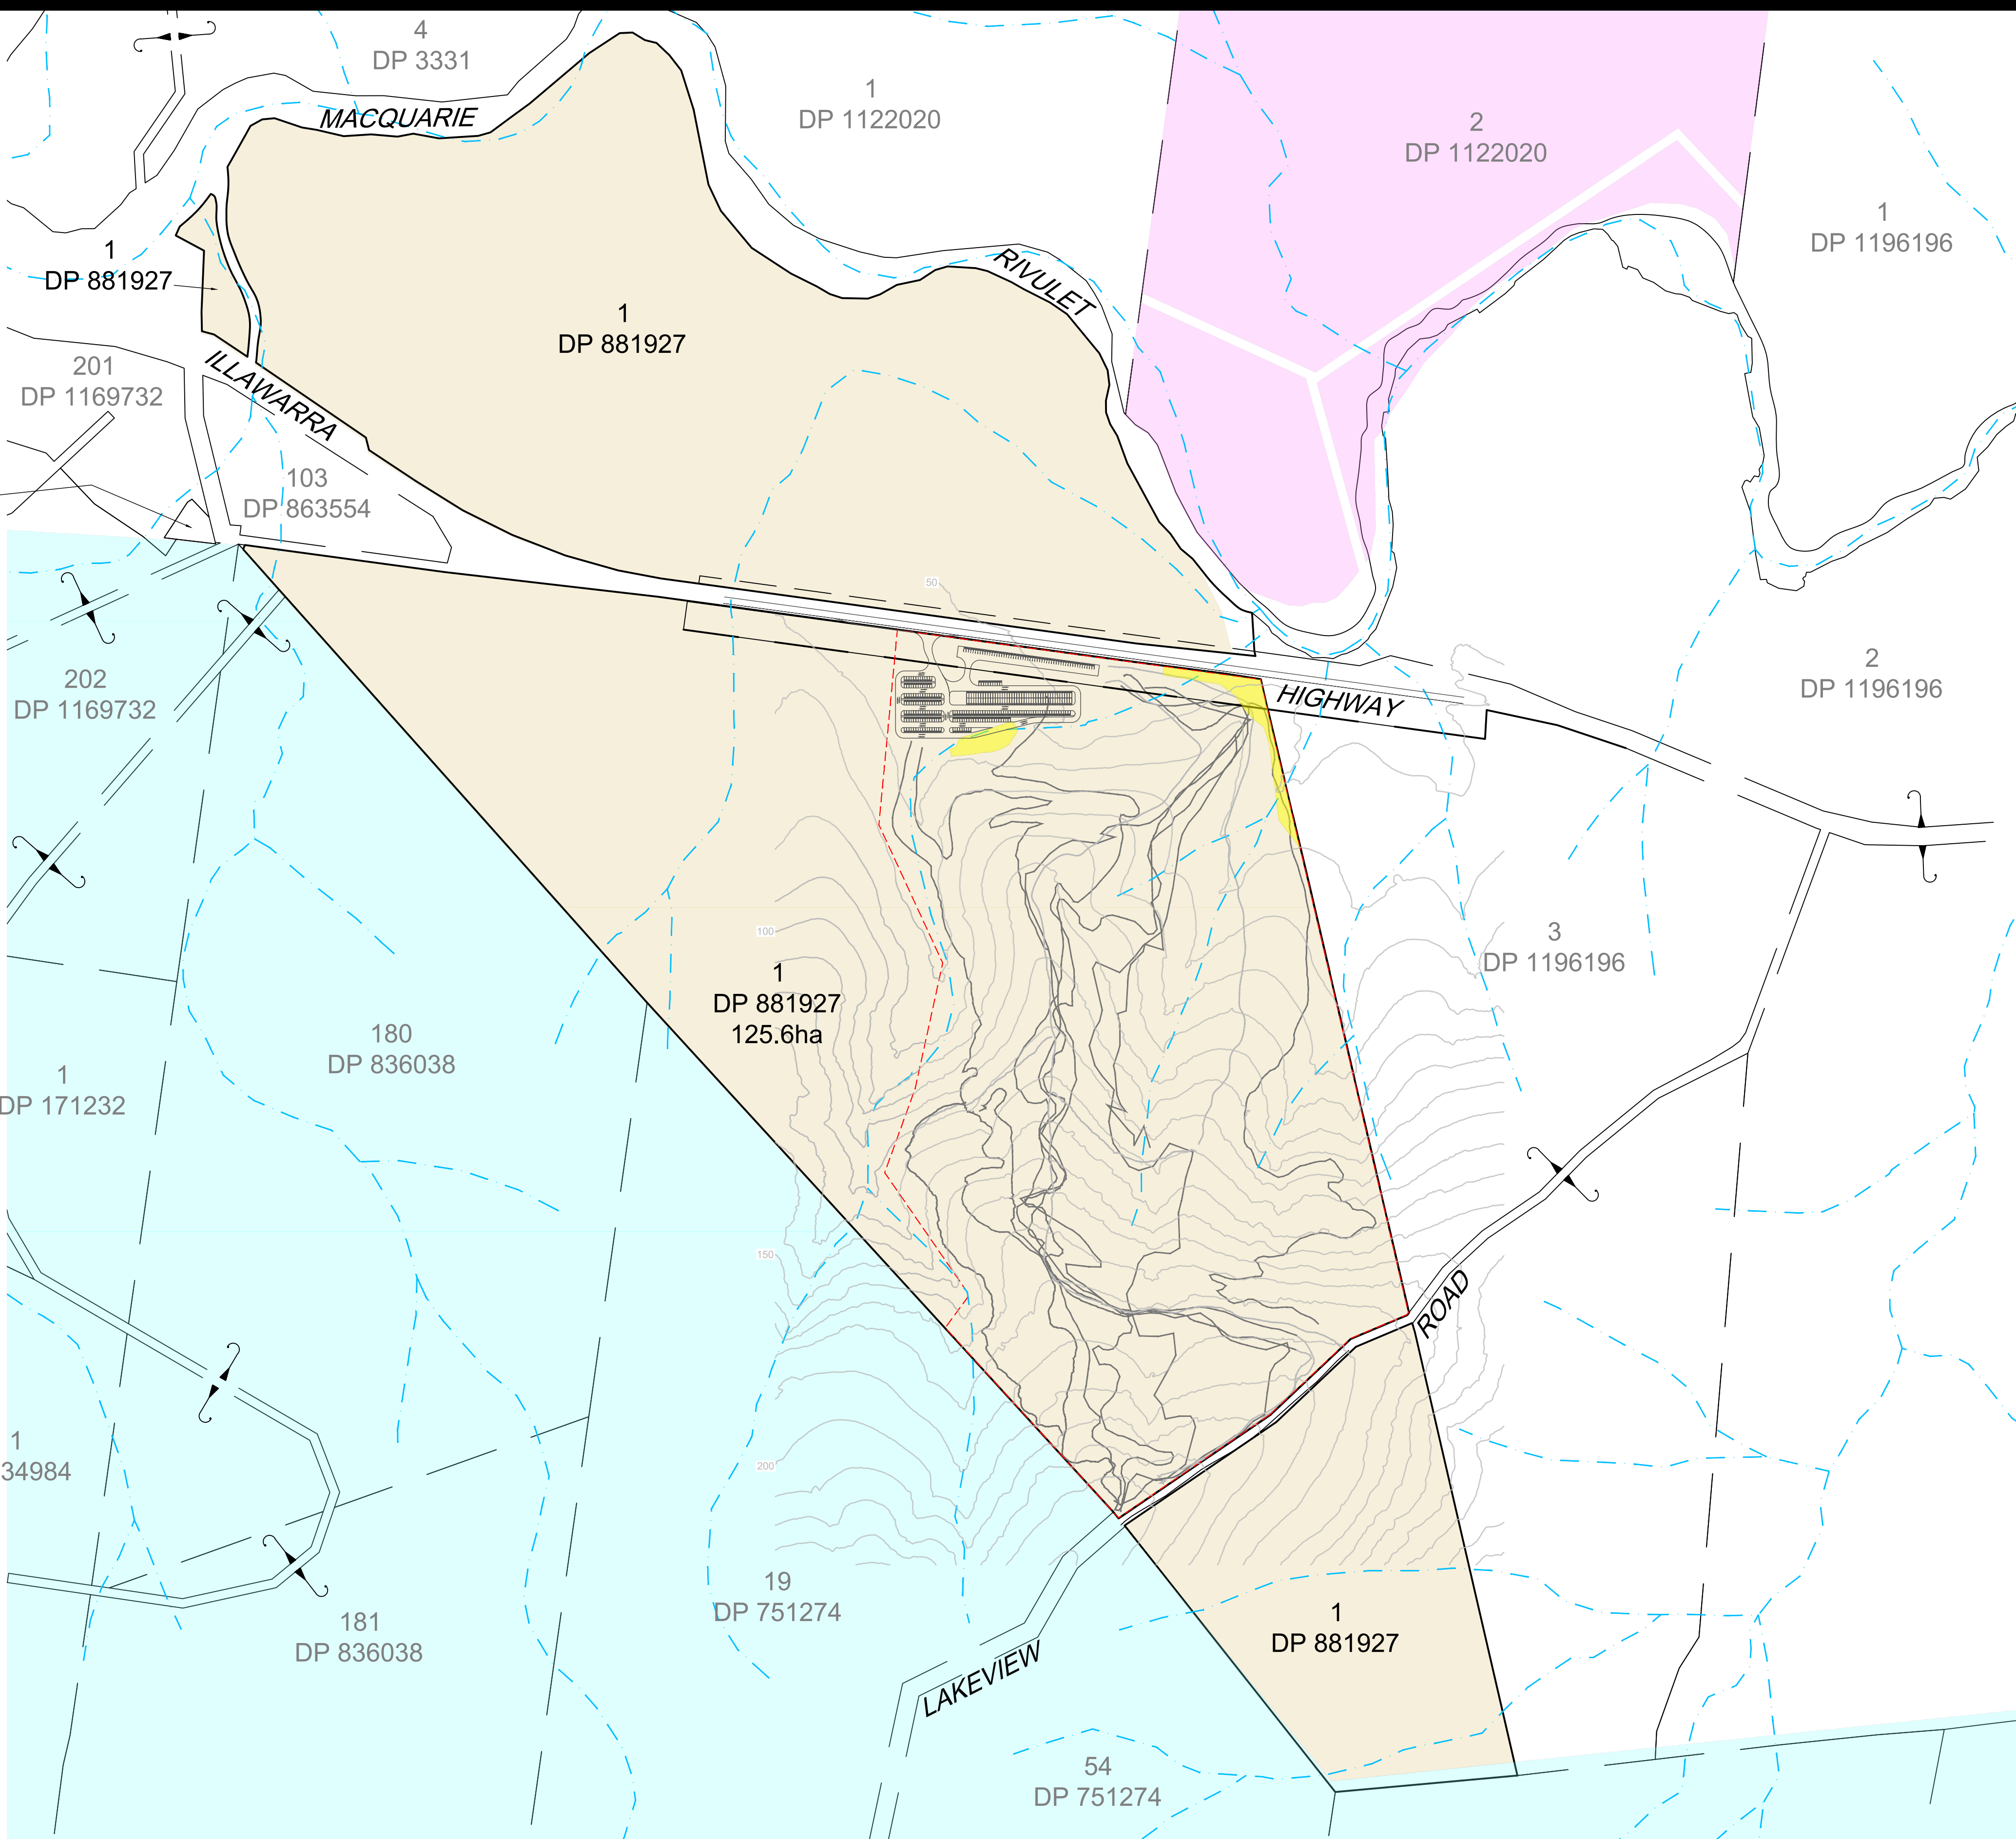 4
DP 3331
MACQUARIE
1
DP 1122020
2
DP 1122020
1
DP 1196196
1
DP 881927
RIVULET
1
DP 881927
201
DP 1169732
ILLAWARRA
103
DP 863554
50
202
DP 1169732
HIGHWAY
2
DP 1196196
100
1
DP 881927
125.6ha
3
DP 1196196
180
DP 836038
1
DP 171232
150
ROAD
1
34984
200
19
DP 751274
181
DP 836038
1
DP 881927
LAKEVIEW
54
DP 751274